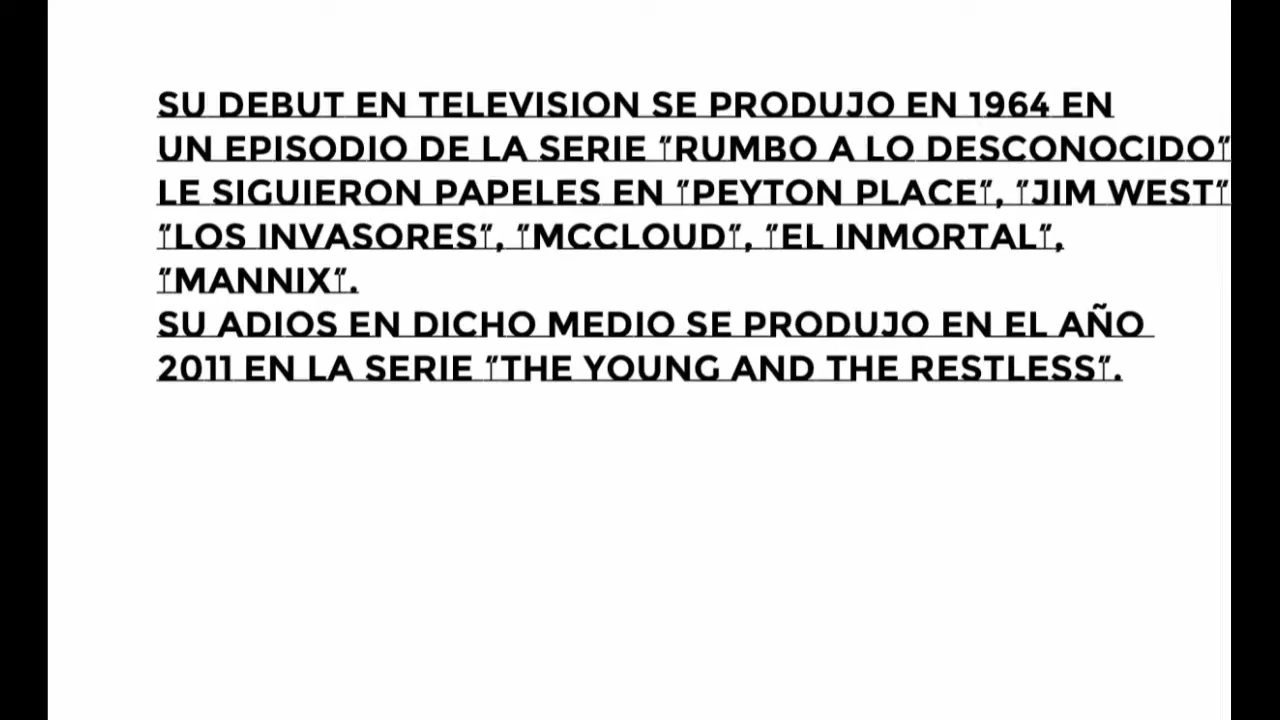 SU DEBUT EN TELEVISION SE PRODUJO EN 1964 EN
UN EPISODIO DE LA SERIE "RUMBO A LO DESCONOCIDO"
LE SIGUIERON PAPELES EN "PEYTON PLACE", "JIM WEST"
"LOS INVASORES", "MCCLOUD", "EL INMORTAL",
"MANNIX".
SU ADIOS EN DICHO MEDIO SE PRODUJO EN EL AÑO
2011 EN LA SERIE "THE YOUNG AND THE RESTLESS".